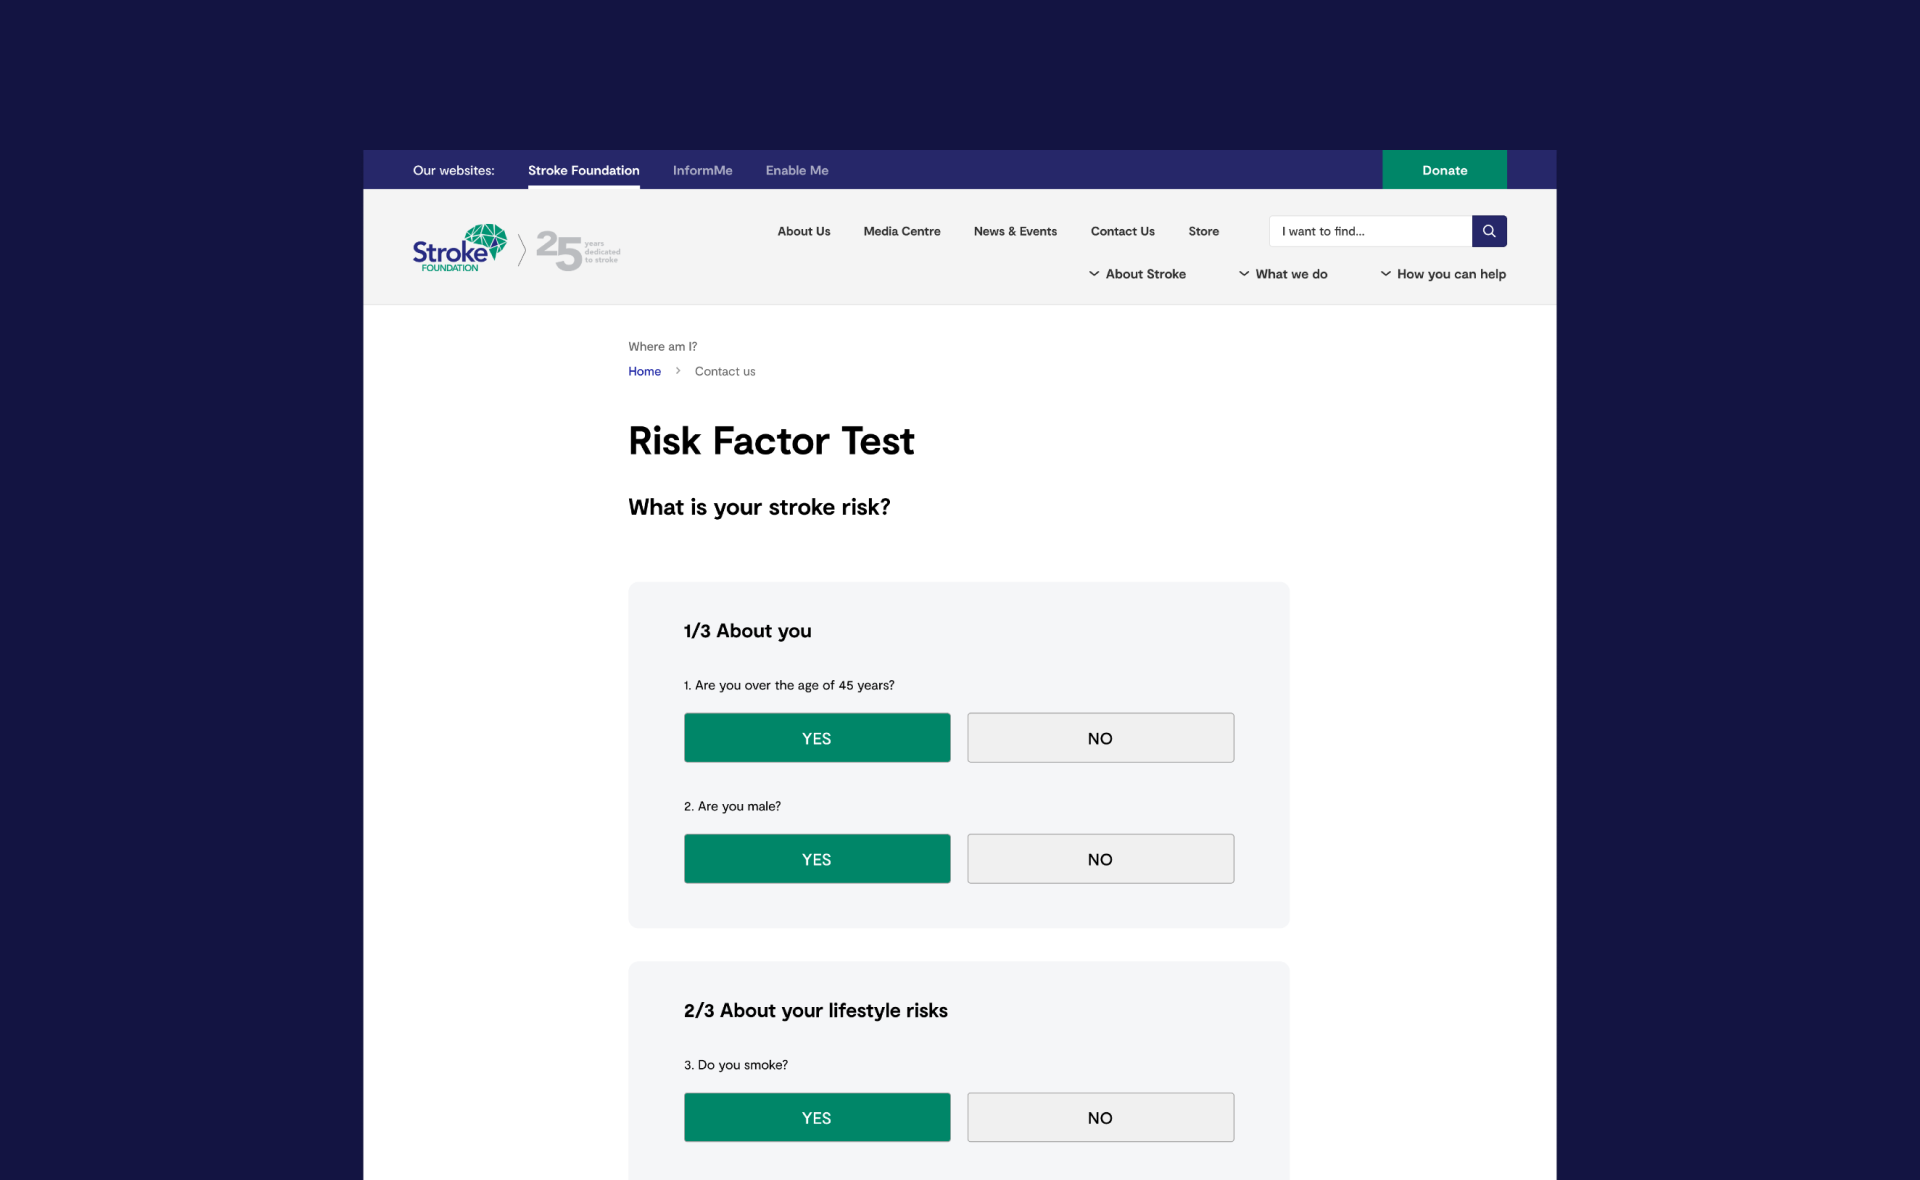 Our websites: Stroke Foundation InformMe Enable Me Donate
Stroke
FOUNDATION
25 years
dedicated
to stroke
About Us Media Centre News & Events Contact Us Store I want to find...
About Stroke What we do How you can help
Where am I?
Home > Contact us
Risk Factor Test
What is your stroke risk?
1/3 About you
1. Are you over the age of 45 years?
YES NO
2. Are you male?
YES NO
2/3 About your lifestyle risks
3. Do you smoke?
YES NO